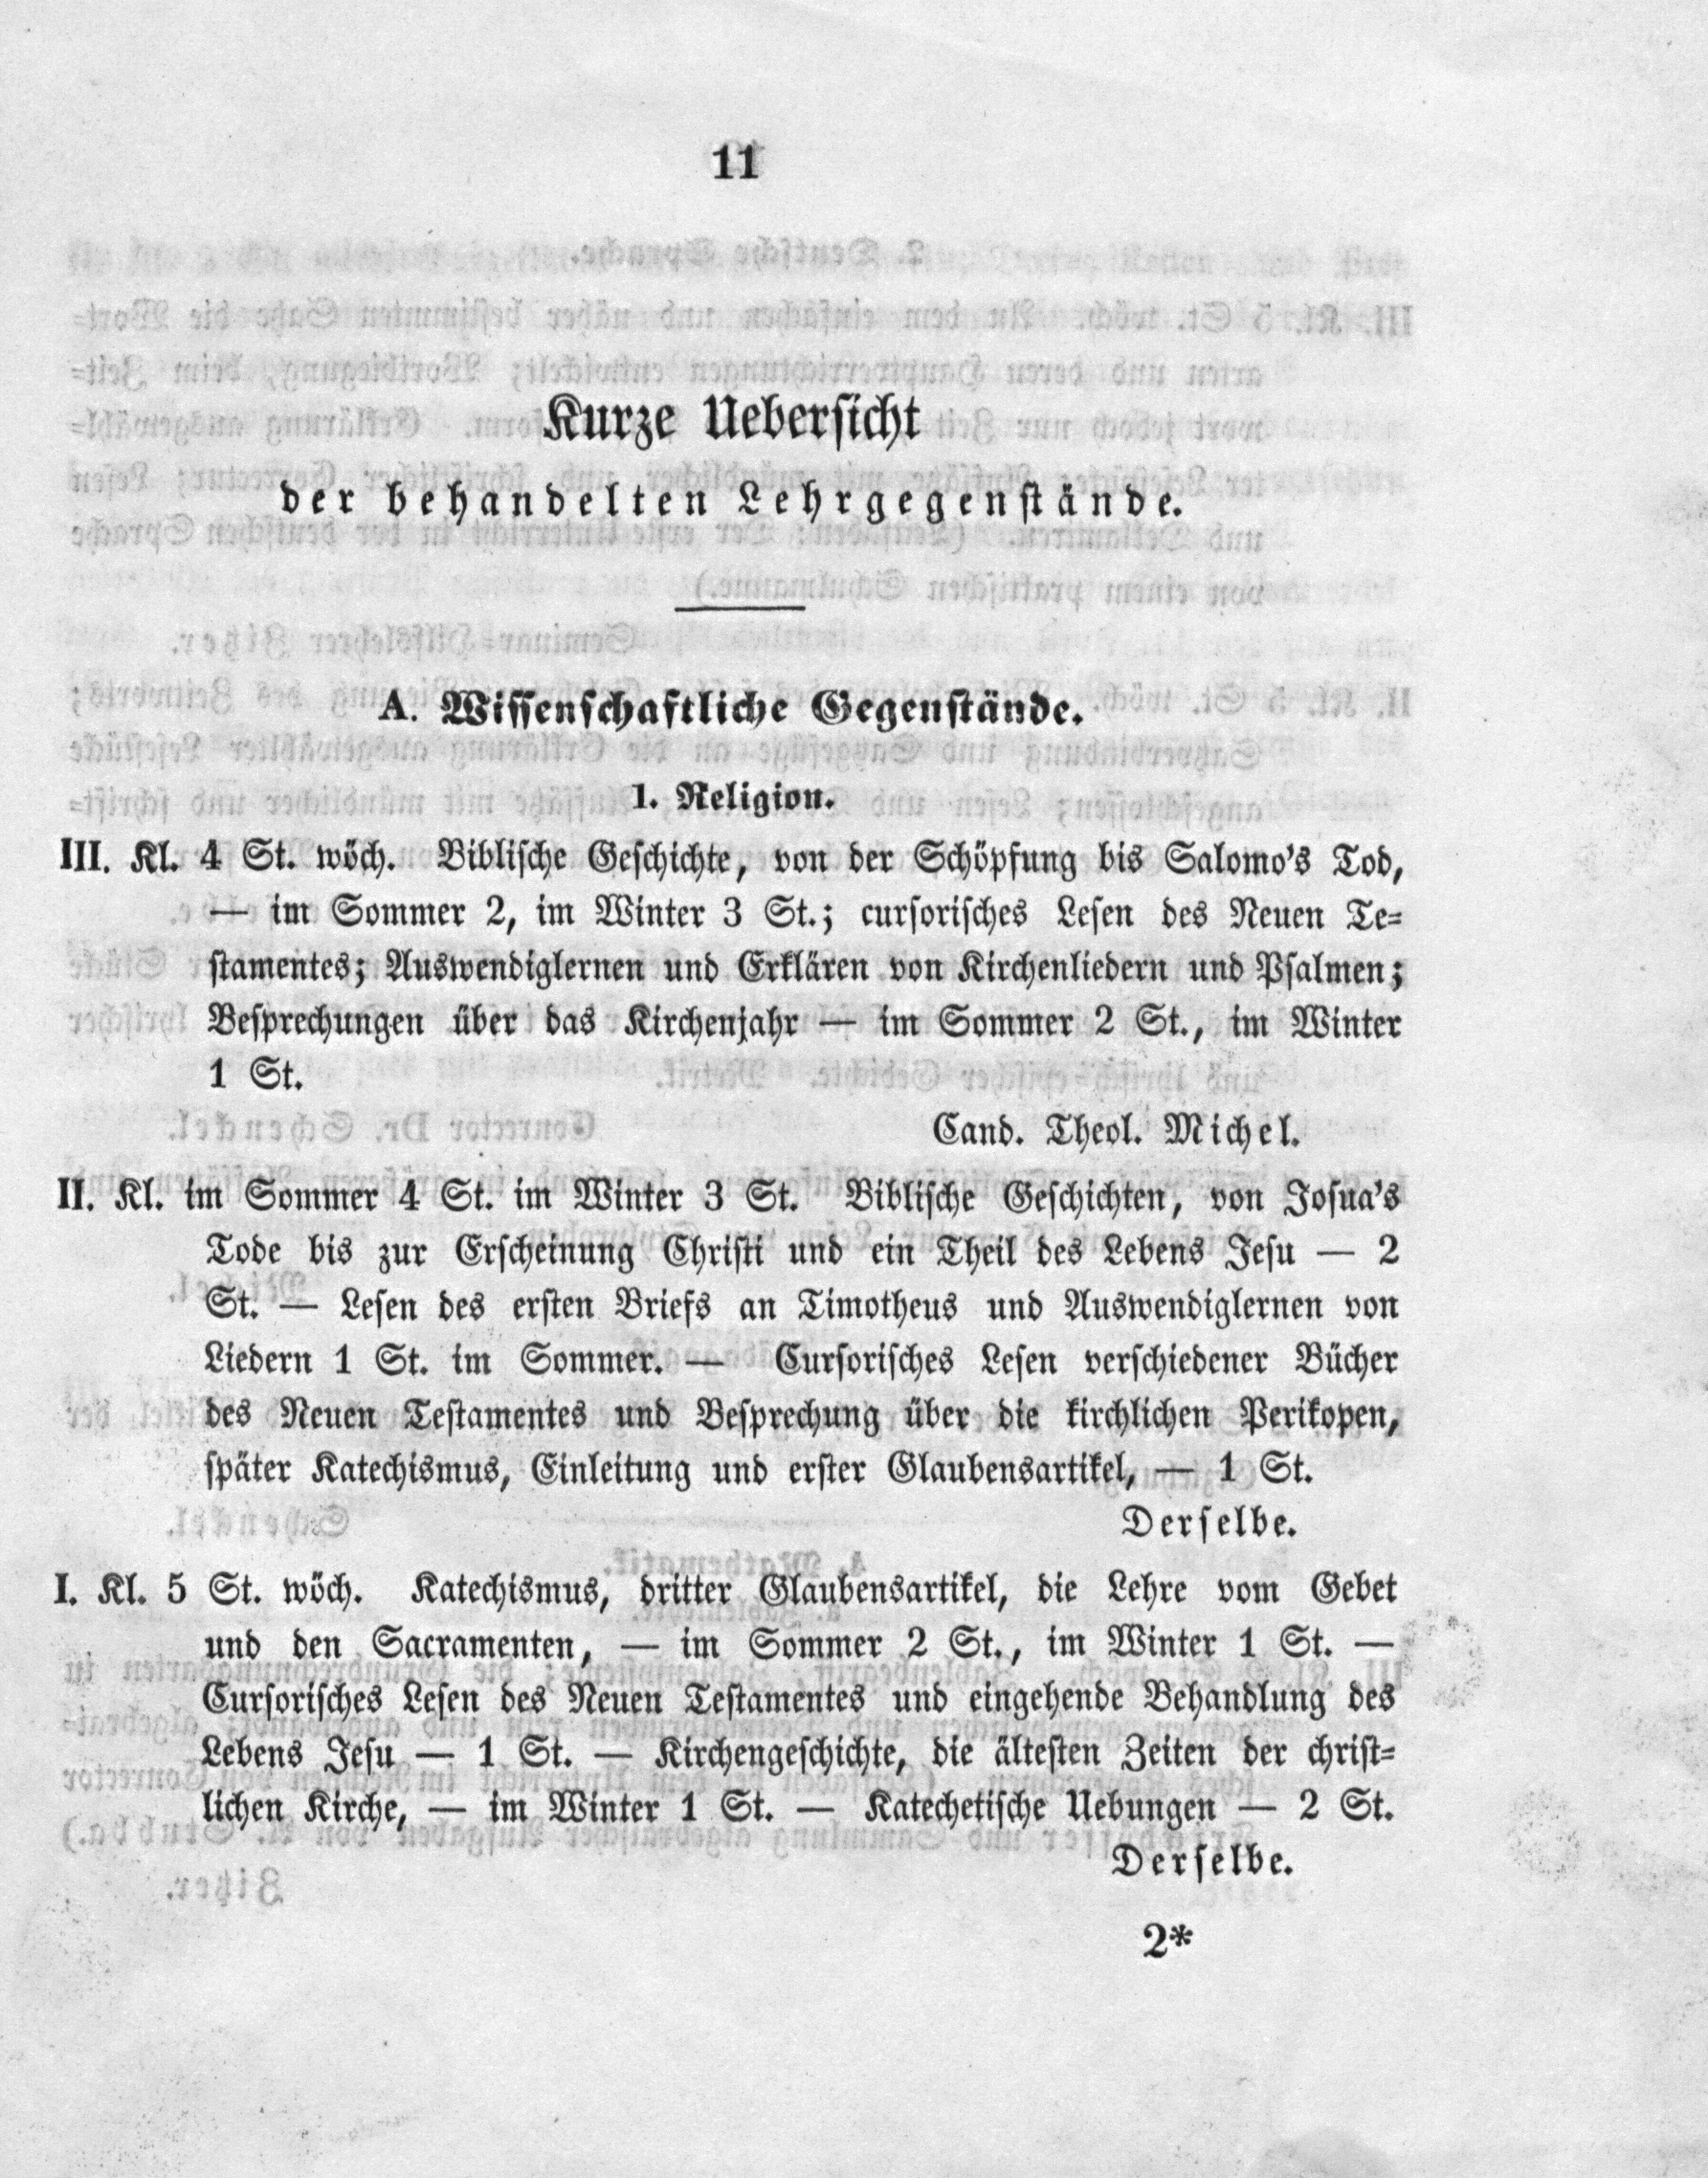 11
Kurze Uebersicht
der behandelten Lehrgegenstände.
A. Wissenschaftliche Gegenstände.
1. Religion.
III. Kl. 4 St. wöch. Biblische Geschichte, von der Schöpfung bis Salomo's Tod,
— im Sommer 2, im Winter 3 St.; cursorisches Lesen des Neuen Te=
stamentes; Auswendiglernen und Erklären von Kirchenliedern und Psalmen;
Besprechungen über das Kirchenjahr — im Sommer 2 St., im Winter
1 St.
Cand. Theol. Michel.
II. Kl. im Sommer 4 St. im Winter 3 St. Biblische Geschichten, von Josua's
Tode bis zur Erscheinung Christi und ein Theil des Lebens Jesu — 2
St. — Lesen des ersten Briefs an Timotheus und Auswendiglernen von
Liedern 1 St. im Sommer. — Cursorisches Lesen verschiedener Bücher
des Neuen Testamentes und Besprechung über die kirchlichen Perikopen,
später Katechismus, Einleitung und erster Glaubensartikel, — 1 St.
Derselbe.
I. Kl. 5 St. wöch. Katechismus, dritter Glaubensartikel, die Lehre vom Gebet
und den Sacramenten, — im Sommer 2 St., im Winter 1 St. —
Cursorisches Lesen des Neuen Testamentes und eingehende Behandlung des
Lebens Jesu — 1 St. — Kirchengeschichte, die ältesten Zeiten der christ=
lichen Kirche, — im Winter 1 St. — Katechetische Uebungen — 2 St.
Derselbe.
2*